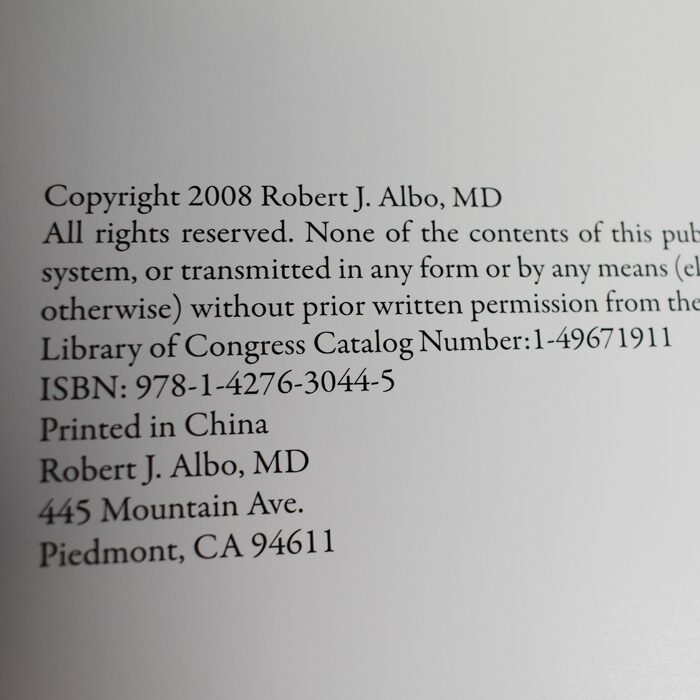 Copyright 2008 Robert J. Albo, MD
All rights reserved. None of the contents of this
system, or transmitted in any form or by any means
otherwise) without prior written permission from the
Library of Congress Catalog Number:1-49671911
ISBN: 978-1-4276-3044-5
Printed in China
Robert J. Albo, MD
445 Mountain Ave.
Piedmont, CA 94611